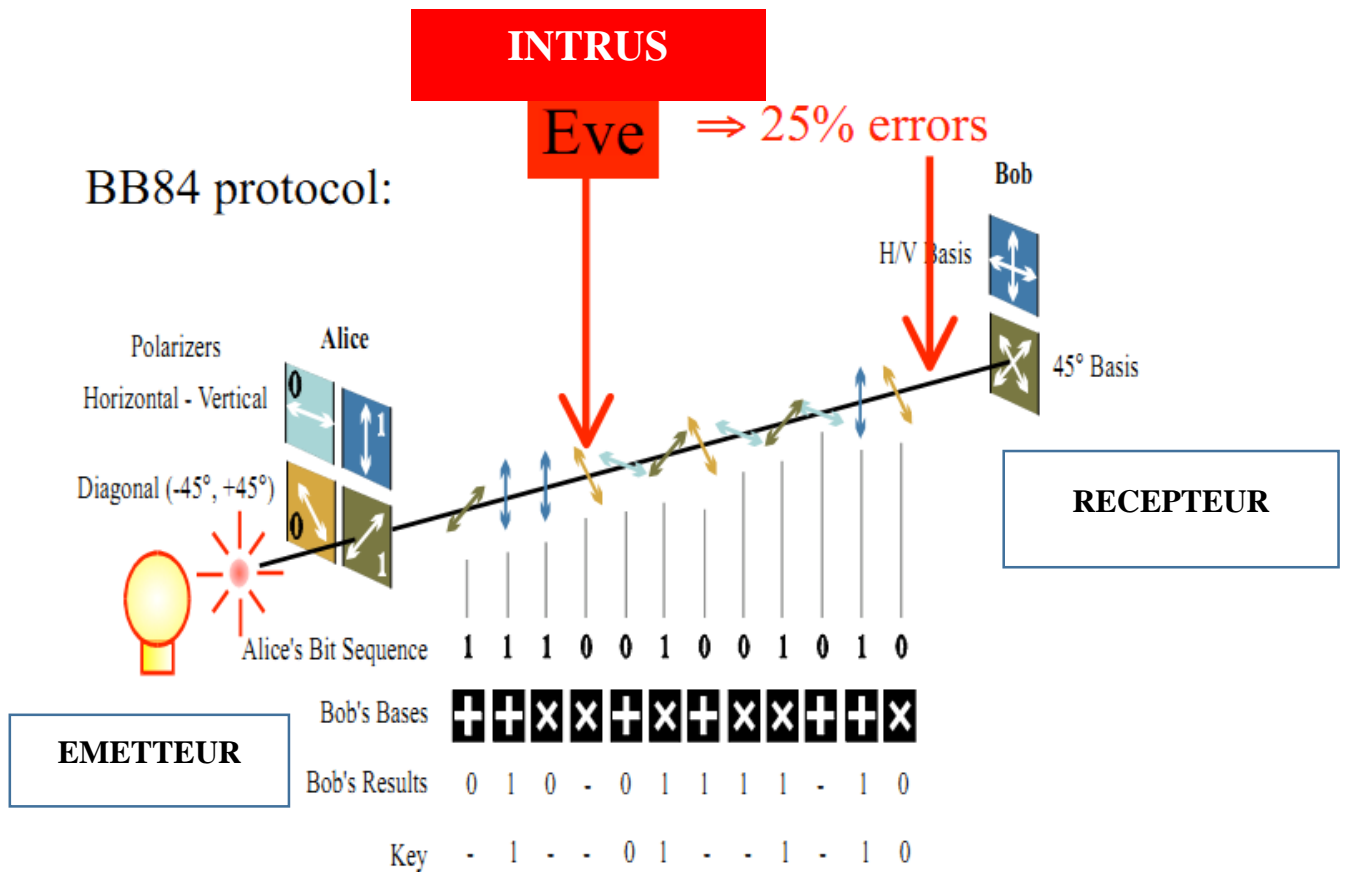 INTRUS
Eve ⇒ 25% errors
BB84 protocol:
Bob
H/V Basis
45° Basis
Polarizers
Alice
Horizontal - Vertical
0 1
Diagonal (-45°, +45°)
0 1
RECEPTEUR
EMETTEUR
Alice's Bit Sequence 1 1 1 0 0 1 0 0 1 0 1 0
Bob's Bases + + × × + × + × × + + ×
Bob's Results 0 1 0 - 0 1 1 1 1 - 1 0
Key - 1 - - 0 1 - - 1 - 1 0